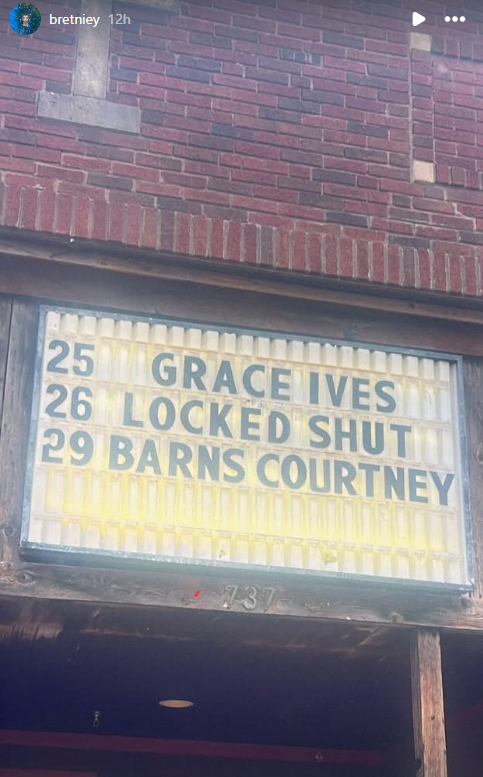 bretniey 12h
25 GRACE IVES
26 LOCKED SHUT
29 BARNS COURTNEY
737